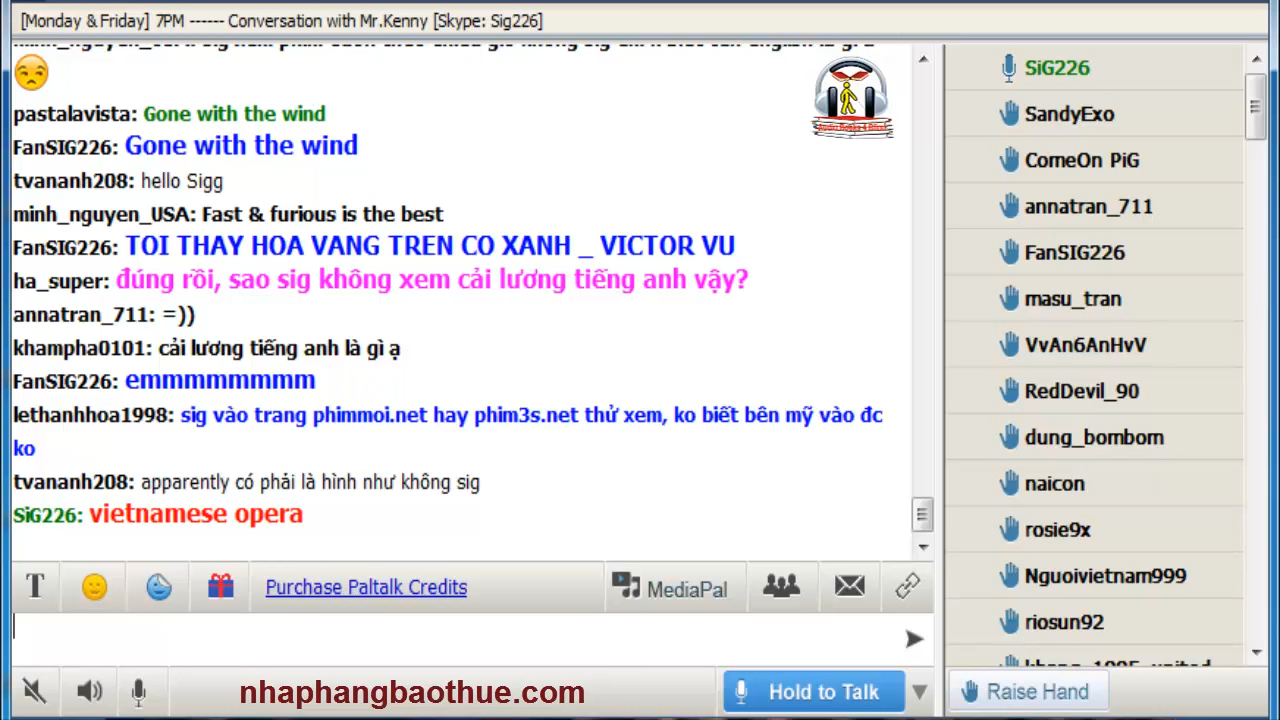 [Monday & Friday] 7PM ------ Conversation with Mr.Kenny [Skype: Sig226]
pastalavista: Gone with the wind
FanSIG226: Gone with the wind
tvananh208: hello Sigg
minh_nguyen_USA: Fast & furious is the best
FanSIG226: TOI THAY HOA VANG TREN CO XANH _ VICTOR VU
ha_super: đúng rồi, sao sig không xem cải lương tiếng anh vậy?
annatran_711: =))
khampha0101: cải lương tiếng anh là gì ạ
FanSIG226: emmmmmmmm
lethanhhoa1998: sig vào trang phimmoi.net hay phim3s.net thử xem, ko biết bên mỹ vào đc
ko
tvananh208: apparently có phải là hình như không sig
SiG226: vietnamese opera
T
Purchase Paltalk Credits
MediaPal
nhaphangbaothue.com
Hold to Talk
SiG226
SandyExo
ComeOn PiG
annatran_711
FanSIG226
masu_tran
VvAn6AnHvV
RedDevil_90
dung_bombom
naicon
rosie9x
Nguoivietnam999
riosun92
Raise Hand